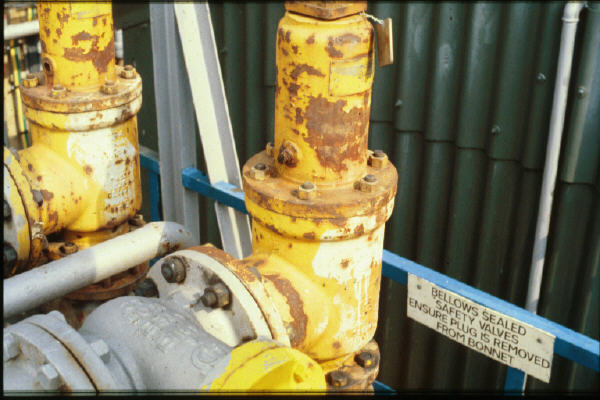 BELLOWS SEALED
SAFETY VALVES
ENSURE PLUG IS REMOVED
FROM BONNET